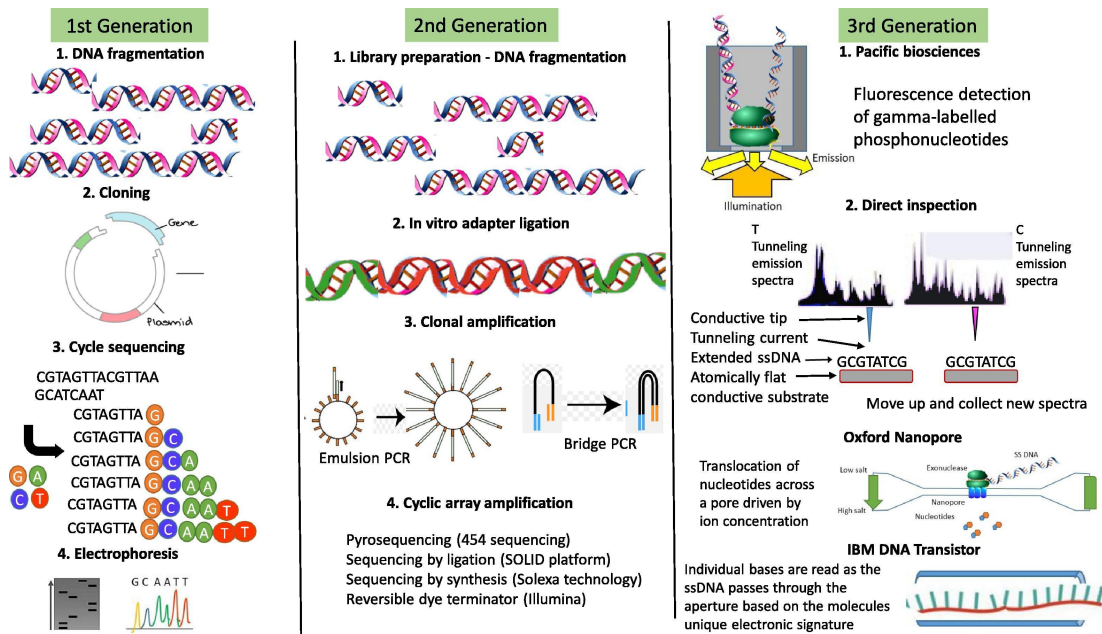 1st Generation
1. DNA fragmentation
2. Cloning
Gene
Plasmid
3. Cycle sequencing
CGTAGTTACGTTAA
GCATCAAT
CGTAGTTA G
CGTAGTTA G C
CGTAGTTA G C A
CGTAGTTA G C A A
CGTAGTTA G C A A T
CGTAGTTA G C A A T T
G A
C T
4. Electrophoresis
G C A A T T
2nd Generation
1. Library preparation - DNA fragmentation
2. In vitro adapter ligation
3. Clonal amplification
Emulsion PCR
Bridge PCR
4. Cyclic array amplification
Pyrosequencing (454 sequencing)
Sequencing by ligation (SOLID platform)
Sequencing by synthesis (Solexa technology)
Reversible dye terminator (Illumina)
3rd Generation
1. Pacific biosciences
Fluorescence detection
of gamma-labelled
phosphonucleotides
Emission
Illumination
2. Direct inspection
T
Tunneling
emission
spectra
C
Tunneling
emission
spectra
Conductive tip
Tunneling current
Extended ssDNA
Atomically flat
conductive substrate
GCGTATCG
GCGTATCG
Move up and collect new spectra
Oxford Nanopore
Translocation of
nucleotides across
a pore driven by
ion concentration
Low salt
High salt
Exonuclease
SS DNA
Nanopore
Nucleotides
IBM DNA Transistor
Individual bases are read as the
ssDNA passes through the
aperture based on the molecules
unique electronic signature